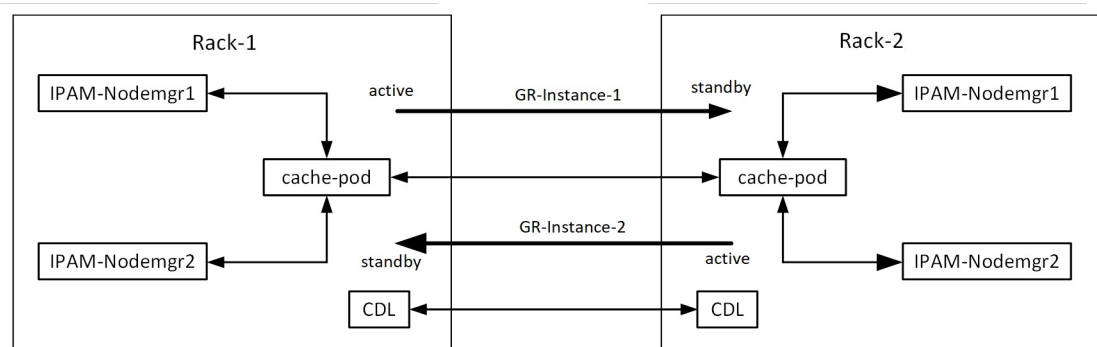 Rack-1
Rack-2
IPAM-Nodemgr1
active
GR-Instance-1
standby
IPAM-Nodemgr1
cache-pod
cache-pod
GR-Instance-2
IPAM-Nodemgr2
standby
active
IPAM-Nodemgr2
CDL
CDL